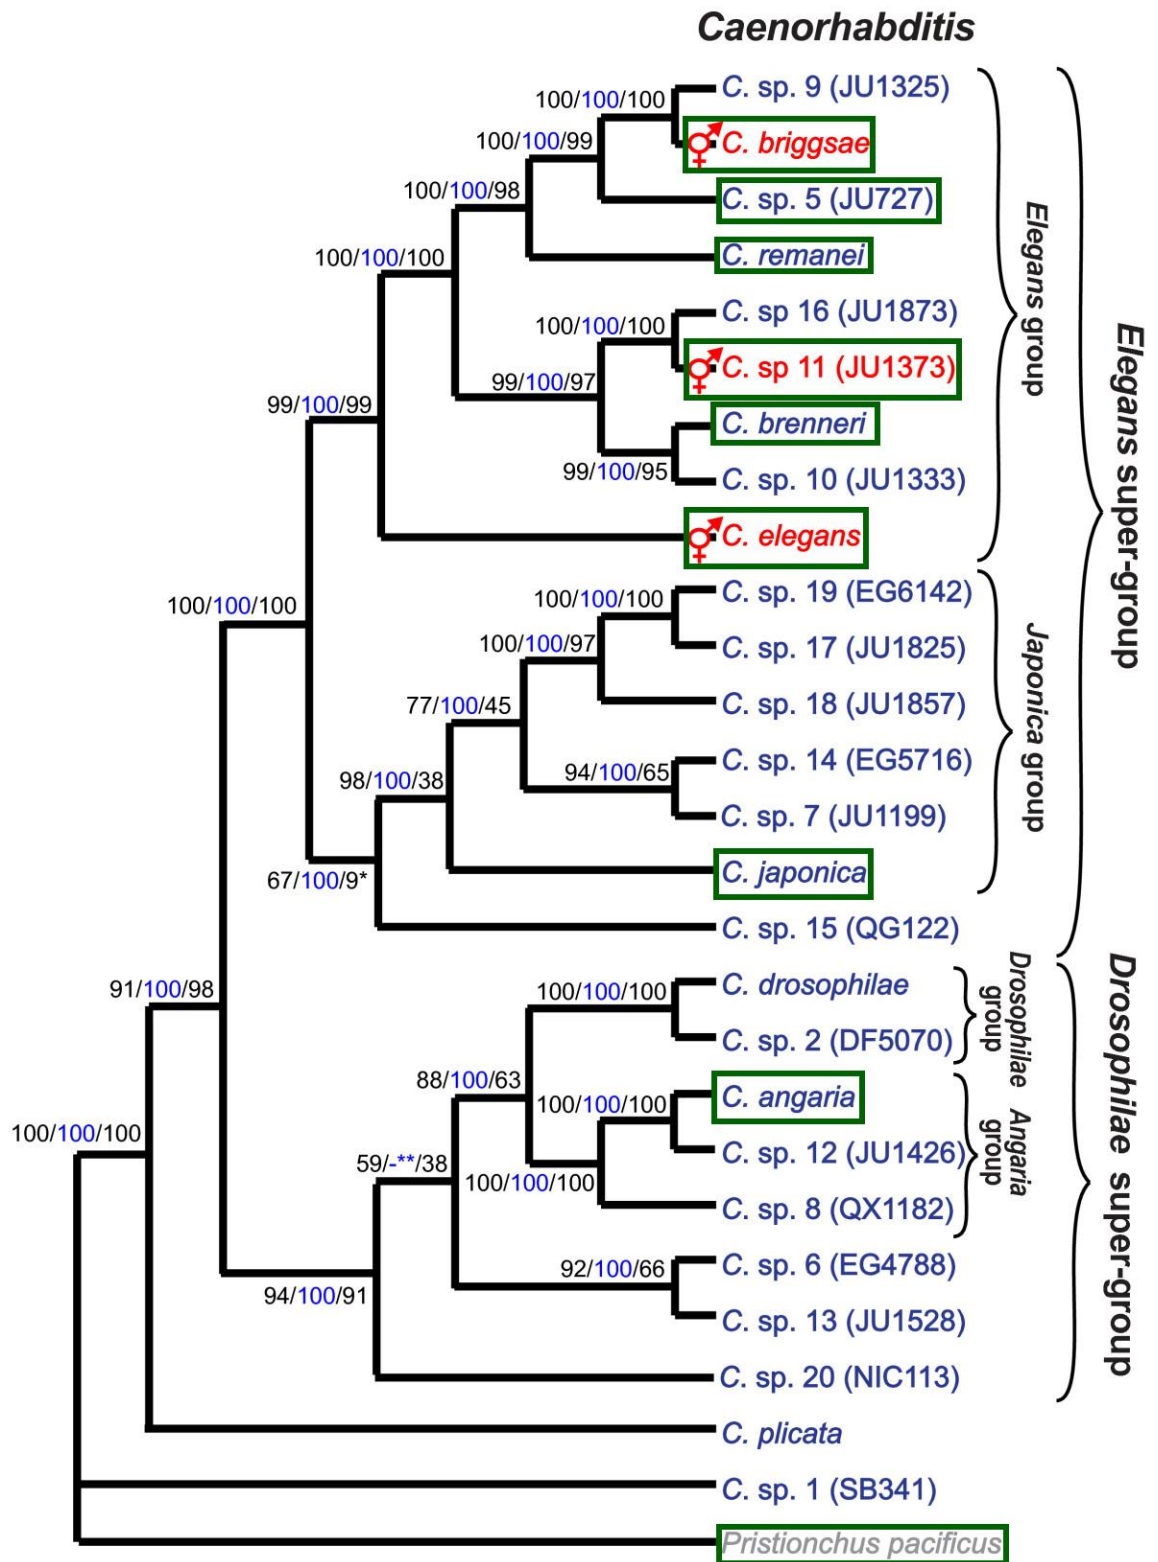 Caenorhabditis
C. sp. 9 (JU1325)
100/100/100
C. briggsae
100/100/99
C. sp. 5 (JU727)
100/100/98
C. remanei
100/100/100
C. sp 16 (JU1873)
100/100/100
C. sp 11 (JU1373)
99/100/97
C. brenneri
99/100/99
99/100/95
C. sp. 10 (JU1333)
C. elegans
Elegans group
C. sp. 19 (EG6142)
100/100/100
100/100/100
C. sp. 17 (JU1825)
100/100/97
C. sp. 18 (JU1857)
77/100/45
C. sp. 14 (EG5716)
94/100/65
98/100/38
C. sp. 7 (JU1199)
C. japonica
67/100/9*
Japonica group
C. sp. 15 (QG122)
Elegans super-group
C. drosophilae
100/100/100
91/100/98
C. sp. 2 (DF5070)
Drosophilae
group
88/100/63
C. angaria
100/100/100
100/100/100
C. sp. 12 (JU1426)
59/-**/38
100/100/100
C. sp. 8 (QX1182)
Angaria
group
C. sp. 6 (EG4788)
92/100/66
94/100/91
C. sp. 13 (JU1528)
C. sp. 20 (NIC113)
Drosophilae super-group
C. plicata
C. sp. 1 (SB341)
Pristionchus pacificus